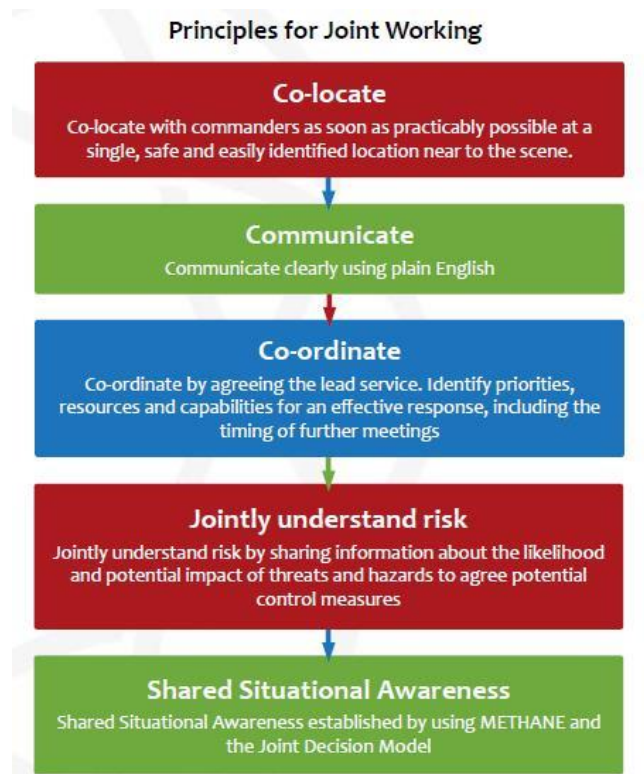 Principles for Joint Working
Co-locate
Co-locate with commanders as soon as practicably possible at a
single, safe and easily identified location near to the scene.
Communicate
Communicate clearly using plain English
Co-ordinate
Co-ordinate by agreeing the lead service. Identify priorities,
resources and capabilities for an effective response, including the
timing of further meetings
Jointly understand risk
Jointly understand risk by sharing information about the likelihood
and potential impact of threats and hazards to agree potential
control measures
Shared Situational Awareness
Shared Situational Awareness established by using METHANE and
the Joint Decision Model